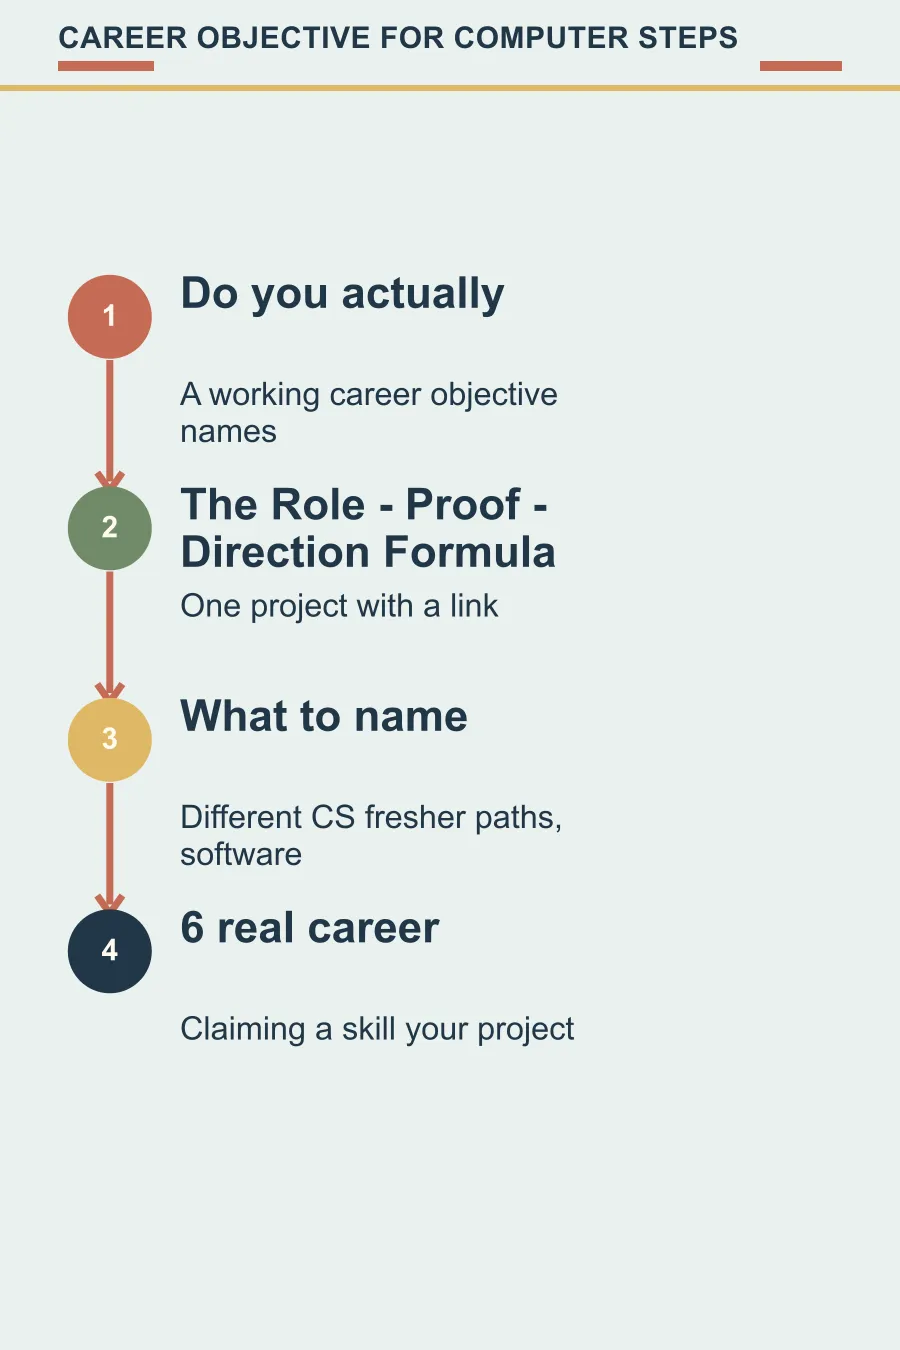 CAREER OBJECTIVE FOR COMPUTER STEPS
1
Do you actually
A working career objective
names
2
The Role - Proof -
Direction Formula
One project with a link
3
What to name
Different CS fresher paths,
software
4
6 real career
Claiming a skill your project